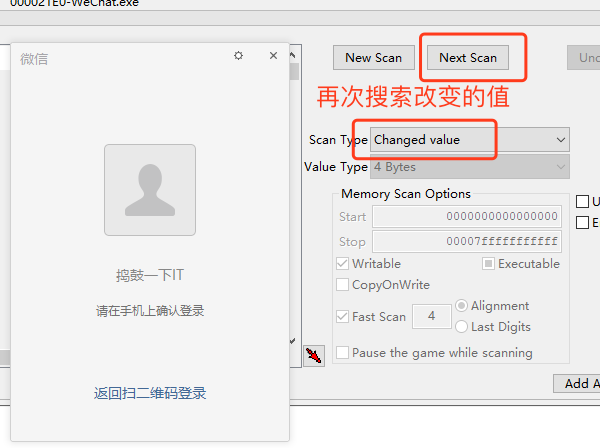 000021E0-WeChat.exe
微信
捣鼓一下IT
请在手机上确认登录
返回扫二维码登录
New Scan
Next Scan
再次搜索改变的值
Scan Type
Changed value
Value Type
4 Bytes
Memory Scan Options
Start
0000000000000000
Stop
00007fffffffffff
Writable
Executable
CopyOnWrite
Fast Scan
4
Alignment
Last Digits
Pause the game while scanning